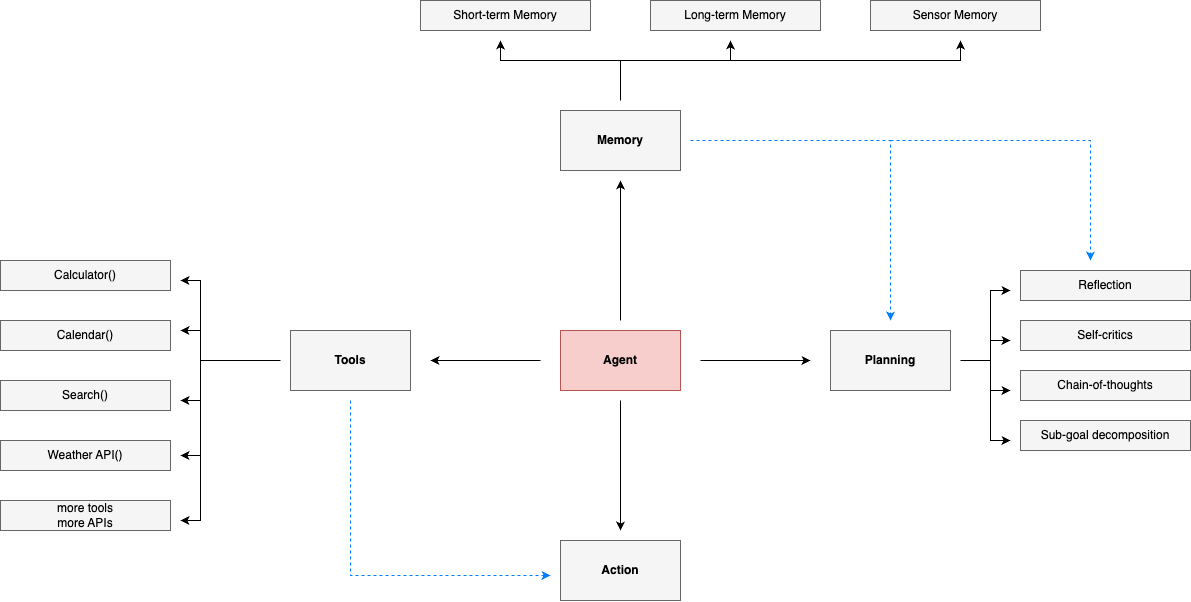 Short-term Memory
Long-term Memory
Sensor Memory
Memory
Calculator()
Calendar()
Search()
Weather API()
more tools
more APIs
Tools
Agent
Planning
Reflection
Self-critics
Chain-of-thoughts
Sub-goal decomposition
Action